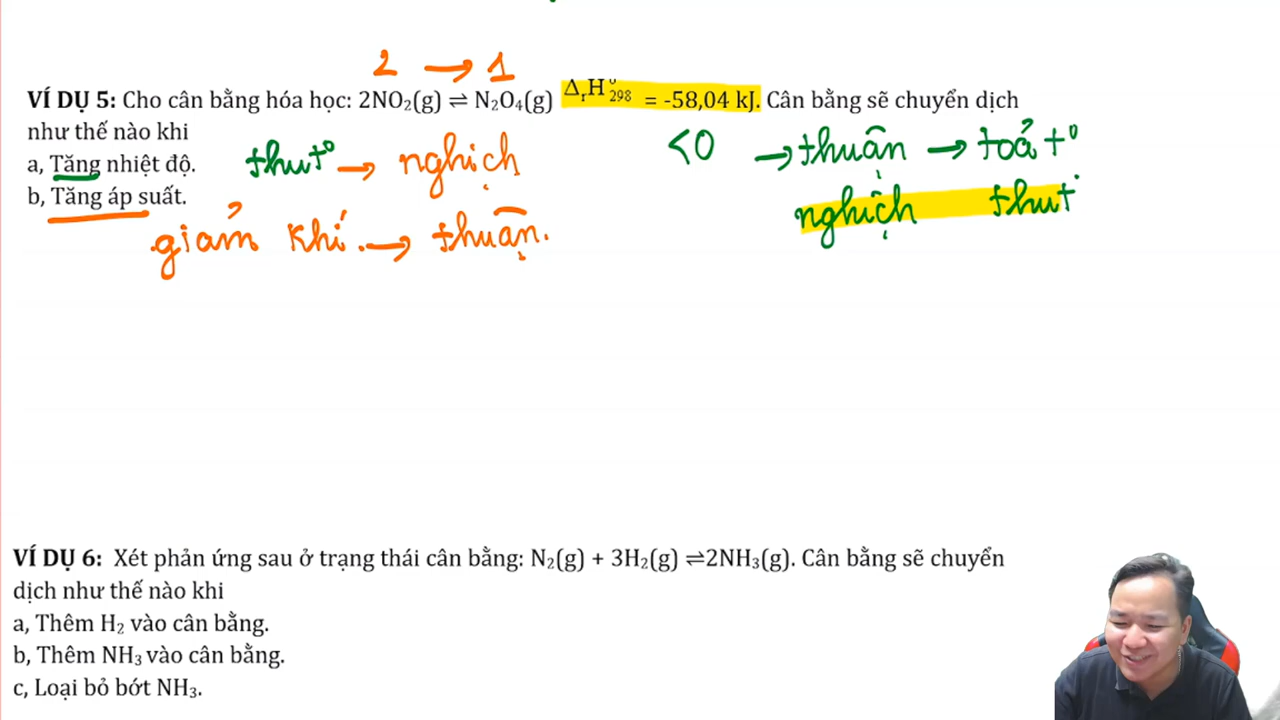 2 → 1
VÍ DỤ 5: Cho cân bằng hóa học: 2NO₂(g) ⇌ N₂O₄(g) ΔᵣH⁰₂₉₈ = -58,04 kJ. Cân bằng sẽ chuyển dịch
như thế nào khi
<0 → thuận → toả t°
a, Tăng nhiệt độ. thu t° → nghịch
b, Tăng áp suất. nghịch thu t°
giảm khí. → thuận.
VÍ DỤ 6: Xét phản ứng sau ở trạng thái cân bằng: N₂(g) + 3H₂(g) ⇌2NH₃(g). Cân bằng sẽ chuyển
dịch như thế nào khi
a, Thêm H₂ vào cân bằng.
b, Thêm NH₃ vào cân bằng.
c, Loại bỏ bớt NH₃.